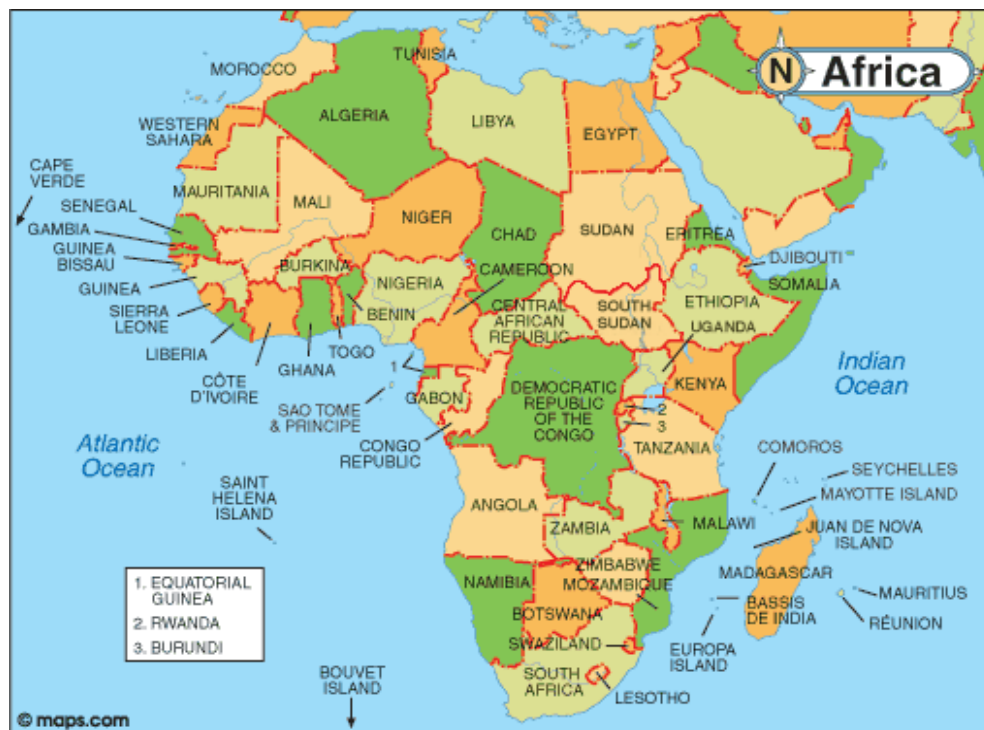 N Africa
MOROCCO
TUNISIA
ALGERIA
LIBYA
EGYPT
WESTERN
SAHARA
CAPE
VERDE
MAURITANIA
MALI
NIGER
CHAD
SUDAN
ERITREA
SENEGAL
GAMBIA
GUINEA
BISSAU
GUINEA
SIERRA
LEONE
LIBERIA
CÔTE
D'IVOIRE
BURKINA
GHANA
TOGO
BENIN
NIGERIA
CAMEROON
CENTRAL
AFRICAN
REPUBLIC
SOUTH
SUDAN
DJIBOUTI
SOMALIA
ETHIOPIA
UGANDA
KENYA
Indian
Ocean
1
SAO TOME
& PRINCIPE
GABON
CONGO
REPUBLIC
DEMOCRATIC
REPUBLIC
OF THE
CONGO
2
3
TANZANIA
Atlantic
Ocean
SAINT
HELENA
ISLAND
COMOROS
SEYCHELLES
MAYOTTE ISLAND
JUAN DE NOVA
ISLAND
ANGOLA
ZAMBIA
MALAWI
ZIMBABWE
MOZAMBIQUE
MADAGASCAR
NAMIBIA
BOTSWANA
BASSIS
DE INDIA
MAURITIUS
RÉUNION
EUROPA
ISLAND
SWAZILAND
SOUTH
AFRICA
LESOTHO
1. EQUATORIAL
GUINEA
2. RWANDA
3. BURUNDI
BOUVET
ISLAND
© maps.com